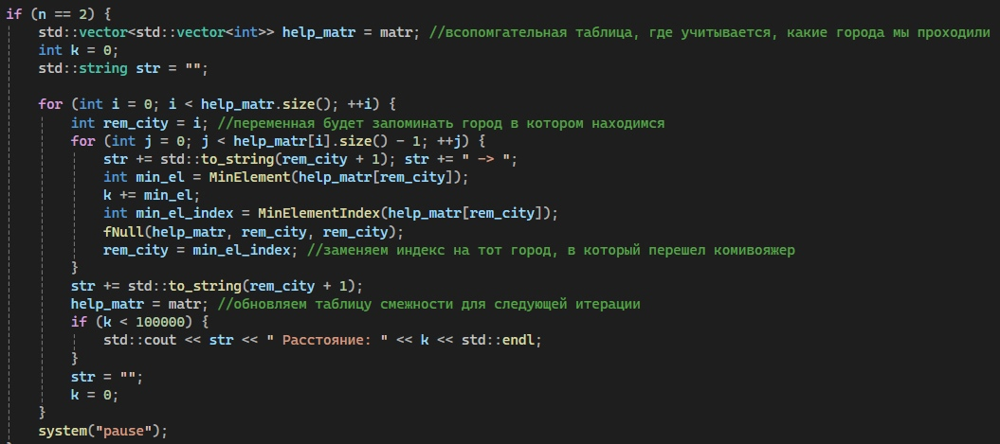 if (n == 2) {
std::vector<std::vector<int>> help_matr = matr; //всопомгательная таблица, где учитывается, какие города мы проходили
int k = 0;
std::string str = "";
for (int i = 0; i < help_matr.size(); ++i) {
int rem_city = i; //переменная будет запоминать город в котором находимся
for (int j = 0; j < help_matr[i].size() - 1; ++j) {
str += std::to_string(rem_city + 1); str += " -> ";
int min_el = MinElement(help_matr[rem_city]);
k += min_el;
int min_el_index = MinElementIndex(help_matr[rem_city]);
fNull(help_matr, rem_city, rem_city);
rem_city = min_el_index; //заменяем индекс на тот город, в который перешел комивояжер
}
str += std::to_string(rem_city + 1);
help_matr = matr; //обновляем таблицу смежности для следующей итерации
if (k < 100000) {
std::cout << str << " Расстояние: " << k << std::endl;
}
str = "";
k = 0;
}
system("pause");